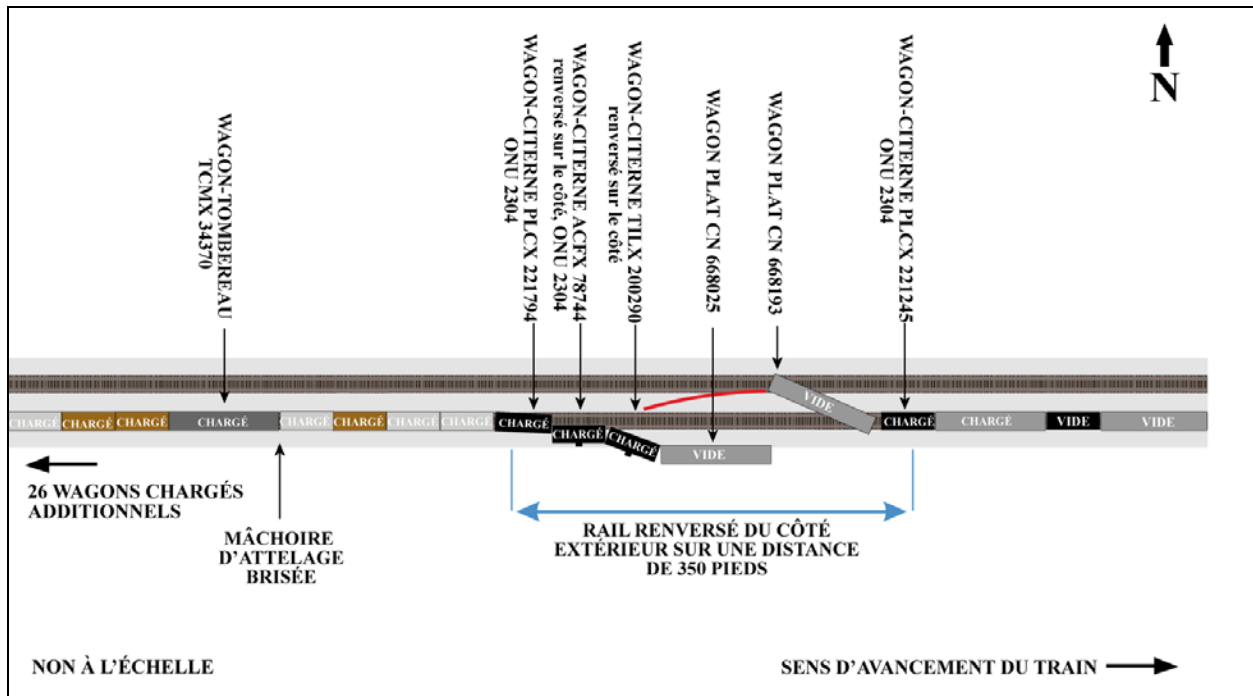 WAGON-TOMBEREAU
TCMX 34370
WAGON-CITERNE PLCX 221794
ONU 2304
WAGON-CITERNE ACFX 78744
renversé sur le côté, ONU 2304
WAGON-CITERNE TILX 200290
renversé sur le côté
WAGON PLAT CN 668025
WAGON PLAT CN 668193
WAGON-CITERNE PLCX 221245
ONU 2304
N
CHARGÉ
CHARGÉ
CHARGÉ
CHARGÉ
CHARGÉ
CHARGÉ
CHARGÉ
CHARGÉ
CHARGÉ
CHARGÉ
CHARGÉ
VIDE
VIDE
CHARGÉ
CHARGÉ
VIDE
VIDE
26 WAGONS CHARGÉS
ADDITIONNELS
MÂCHOIRE
D'ATTELAGE
BRISÉE
RAIL RENVERSÉ DU CÔTÉ
EXTÉRIEUR SUR UNE DISTANCE
DE 350 PIEDS
NON À L'ÉCHELLE
SENS D'AVANCEMENT DU TRAIN